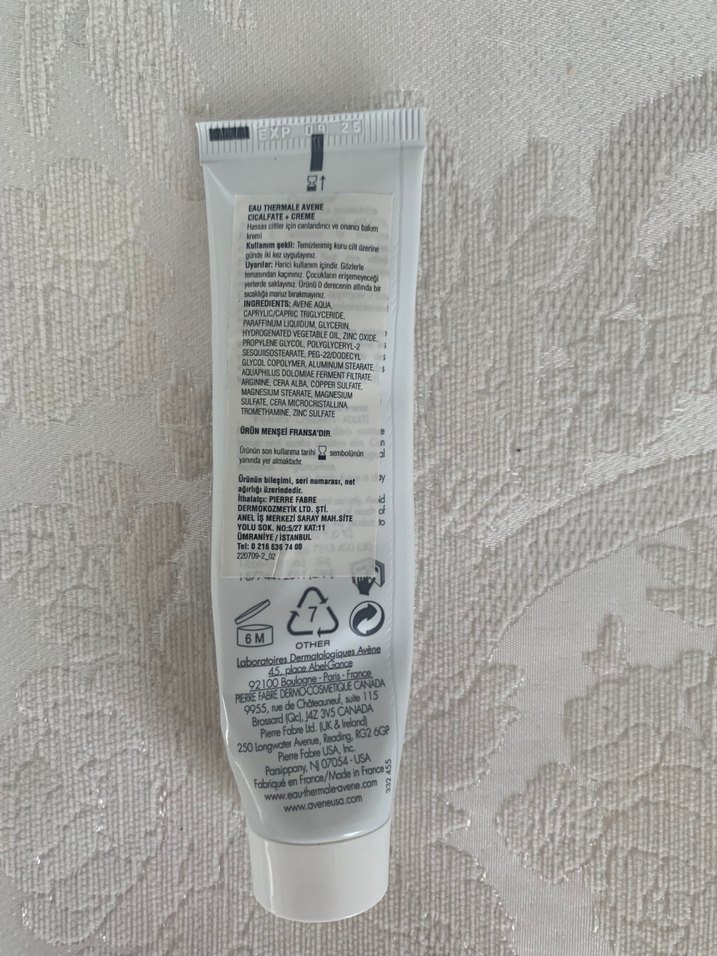 EXP 09 25
EAU THERMALE AVENE
CICALFATE + CREME
Hassas ciltler için canlandırıcı ve onarıcı bakım
kremi
Kullanım şekli: Temizlenmiş kuru cilt üzerine
günde iki kez uygulayınız.
Uyarılar: Harici kullanım içindir. Gözlerle
temasından kaçınınız. Çocukların erişemeyeceği
yerlerde saklayınız. Ürünü 0 derecenin altında bir
sıcaklığa maruz bırakmayınız.
INGREDIENTS: AVENE AQUA,
CAPRYLIC/CAPRIC TRIGLYCERIDE,
PARAFFINUM LIQUIDUM, GLYCERIN,
HYDROGENATED VEGETABLE OIL, ZINC OXIDE,
PROPYLENE GLYCOL, POLYGLYCERYL-2
SESQUIISOSTEARATE, PEG-22/DODECYL
GLYCOL COPOLYMER, ALUMINUM STEARATE,
AQUAPHILUS DOLOMIAE FERMENT FILTRATE,
ARGININE, CERA ALBA, COPPER SULFATE,
MAGNESIUM STEARATE, MAGNESIUM
SULFATE, CERA MICROCRISTALLINA,
TROMETHAMINE, ZINC SULFATE
ÜRÜN MENŞEİ FRANSA'DIR
Ürünün son kullanma tarihi sembolünün
yanında yer almaktadır.
Ürünün bileşimi, seri numarası, net
ağırlığı üzerindedir.
İthalatçı: PIERRE FABRE
DERMOKOZMETİK LTD. ŞTİ.
ANEL İŞ MERKEZİ SARAY MAH.SİTE
YOLU SOK. NO:5/27 KAT:11
ÜMRANİYE / İSTANBUL
Tel: 0 216 636 74 00
220709-2_02
6 M
7
OTHER
Laboratoires Dermatologiques Avène
45, place Abel-Gance
92100 Boulogne - Paris - France
PIERRE FABRE DERMOCOSMETIQUE CANADA
9955, rue de Châteauneuf, suite 115
Brossard (Qc), J4Z 3V5 CANADA
Pierre Fabre Ltd. (UK & Ireland)
250 Longwater Avenue, Reading, RG2 6GP
Pierre Fabre USA, Inc.
Parsippany, NJ 07054 - USA
Fabriqué en France/Made in France
www.eau-thermale-avene.com
www.aveneusa.com
332 455